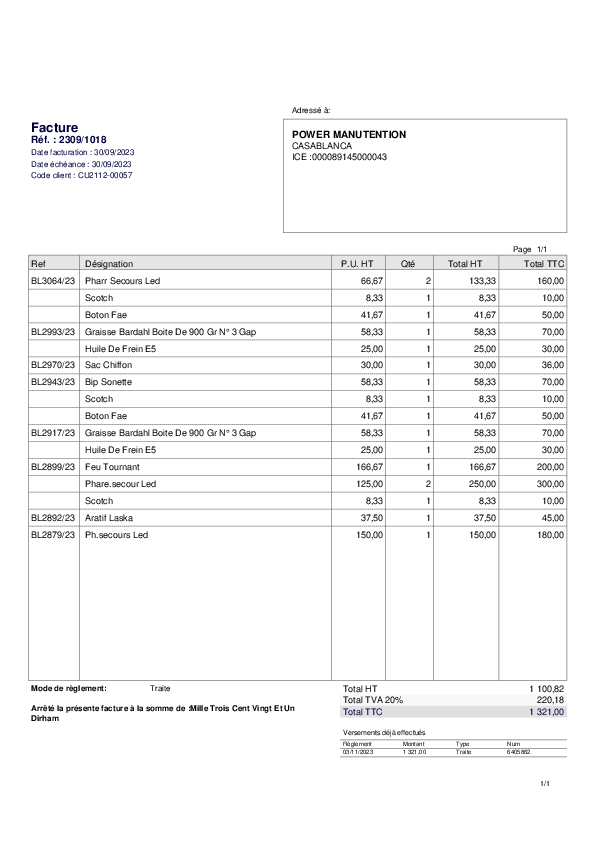 Adressé à:
Facture
Réf. : 2309/1018
Date facturation : 30/09/2023
Date échéance : 30/09/2023
Code client : CU2112-00057
POWER MANUTENTION
CASABLANCA
ICE :000089145000043
Page 1/1
Ref Désignation P.U. HT Qté Total HT Total TTC
BL3064/23 Pharr Secours Led 66,67 2 133,33 160,00
Scotch 8,33 1 8,33 10,00
Boton Fae 41,67 1 41,67 50,00
BL2993/23 Graisse Bardahl Boite De 900 Gr N° 3 Gap 58,33 1 58,33 70,00
Huile De Frein E5 25,00 1 25,00 30,00
BL2970/23 Sac Chiffon 30,00 1 30,00 36,00
BL2943/23 Bip Sonette 58,33 1 58,33 70,00
Scotch 8,33 1 8,33 10,00
Boton Fae 41,67 1 41,67 50,00
BL2917/23 Graisse Bardahl Boite De 900 Gr N° 3 Gap 58,33 1 58,33 70,00
Huile De Frein E5 25,00 1 25,00 30,00
BL2899/23 Feu Tournant 166,67 1 166,67 200,00
Phare.secour Led 125,00 2 250,00 300,00
Scotch 8,33 1 8,33 10,00
BL2892/23 Aratif Laska 37,50 1 37,50 45,00
BL2879/23 Ph.secours Led 150,00 1 150,00 180,00
Mode de règlement: Traite
Arrêté la présente facture à la somme de :Mille Trois Cent Vingt Et Un
Dirham
Total HT 1 100,82
Total TVA 20% 220,18
Total TTC 1 321,00
Versements déjà effectués
Règlement Montant Type Num
03/11/2023 1 321,00 Traite 6405862
1/1